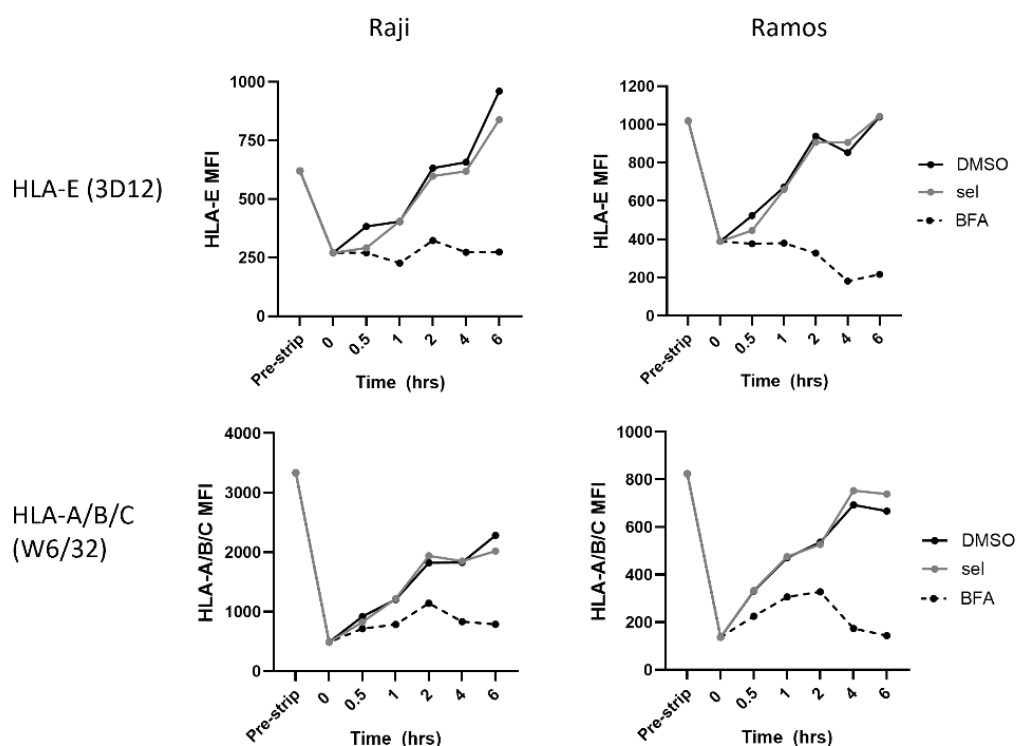 Raji
Ramos
HLA-E (3D12)
HLA-E MFI
1000
750
500
250
0
Pre-strip
0
0.5
1
2
4
6
Time (hrs)
HLA-E MFI
1200
1000
800
600
400
200
0
Pre-strip
0
0.5
1
2
4
6
Time (hrs)
DMSO
sel
BFA
HLA-A/B/C
(W6/32)
HLA-A/B/C MFI
4000
3000
2000
1000
0
Pre-strip
0
0.5
1
2
4
6
Time (hrs)
HLA-A/B/C MFI
1000
800
600
400
200
0
Pre-strip
0
0.5
1
2
4
6
Time (hrs)
DMSO
sel
BFA